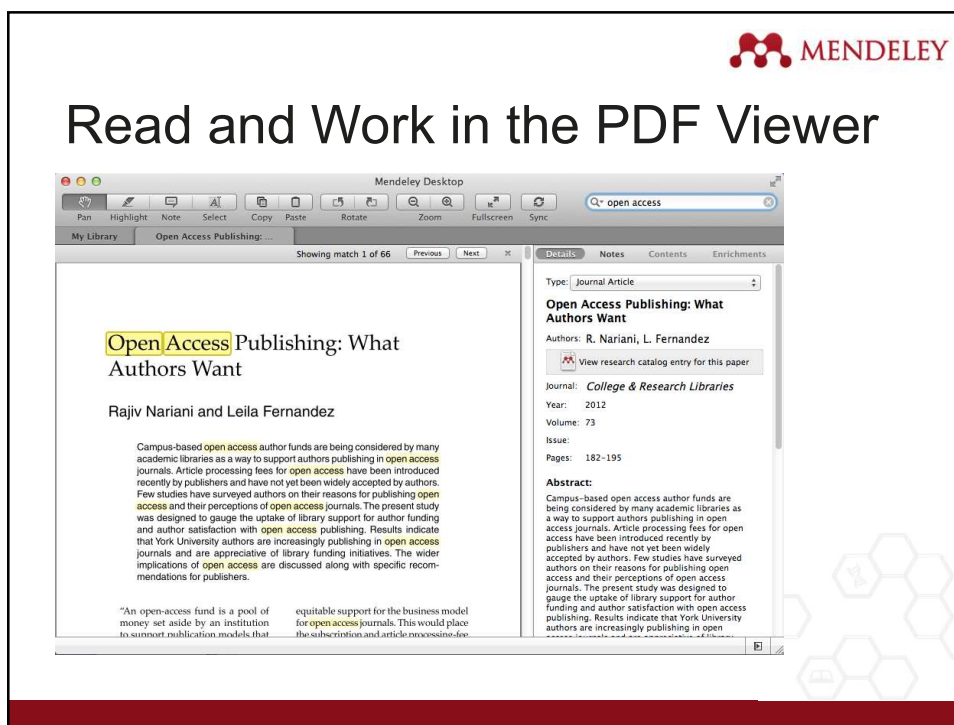 MENDELEY
Read and Work in the PDF Viewer
Mendeley Desktop
Pan Highlight Note Select Copy Paste Rotate Zoom Fullscreen Sync
open access
My Library Open Access Publishing: ...
Showing match 1 of 66 Previous Next
Open Access Publishing: What
Authors Want
Rajiv Nariani and Leila Fernandez
Campus-based open access author funds are being considered by many
academic libraries as a way to support authors publishing in open access
journals. Article processing fees for open access have been introduced
recently by publishers and have not yet been widely accepted by authors.
Few studies have surveyed authors on their reasons for publishing open
access and their perceptions of open access journals. The present study
was designed to gauge the uptake of library support for author funding
and author satisfaction with open access publishing. Results indicate
that York University authors are increasingly publishing in open access
journals and are appreciative of library funding initiatives. The wider
implications of open access are discussed along with specific recom-
mendations for publishers.
“An open-access fund is a pool of
money set aside by an institution
to support publication models that
equitable support for the business model
for open access journals. This would place
the subscription and article processing-fee
Details Notes Contents Enrichments
Type: Journal Article
Open Access Publishing: What
Authors Want
Authors: R. Nariani, L. Fernandez
View research catalog entry for this paper
Journal: College & Research Libraries
Year: 2012
Volume: 73
Issue:
Pages: 182-195
Abstract:
Campus-based open access author funds are
being considered by many academic libraries as
a way to support authors publishing in open
access journals. Article processing fees for open
access have been introduced recently by
publishers and have not yet been widely
accepted by authors. Few studies have surveyed
authors on their reasons for publishing open
access and their perceptions of open access
journals. The present study was designed to
gauge the uptake of library support for author
funding and author satisfaction with open access
publishing. Results indicate that York University
authors are increasingly publishing in open